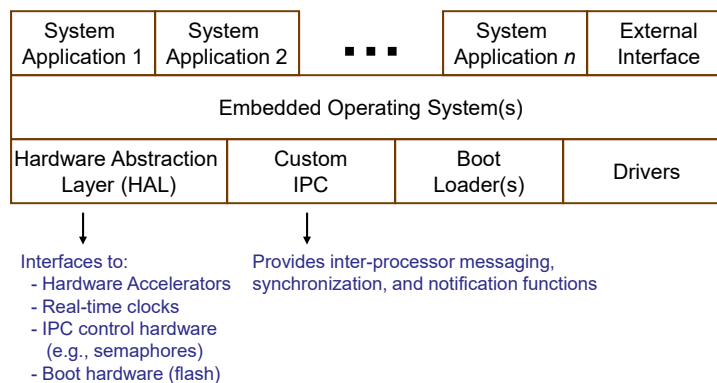 System
Application 1
System
Application 2
...
System
Application n
External
Interface
Embedded Operating System(s)
Hardware Abstraction
Layer (HAL)
Custom
IPC
Boot
Loader(s)
Drivers
Interfaces to:
- Hardware Accelerators
- Real-time clocks
- IPC control hardware
(e.g., semaphores)
- Boot hardware (flash)
Provides inter-processor messaging,
synchronization, and notification functions